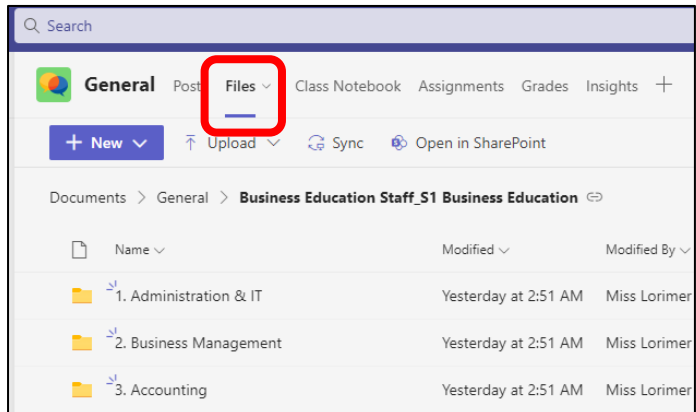 Search
General Post Files Class Notebook Assignments Grades Insights
New Upload Sync Open in SharePoint
Documents > General > Business Education Staff_S1 Business Education
Name Modified Modified By
1. Administration & IT Yesterday at 2:51 AM Miss Lorimer
2. Business Management Yesterday at 2:51 AM Miss Lorimer
3. Accounting Yesterday at 2:51 AM Miss Lorimer